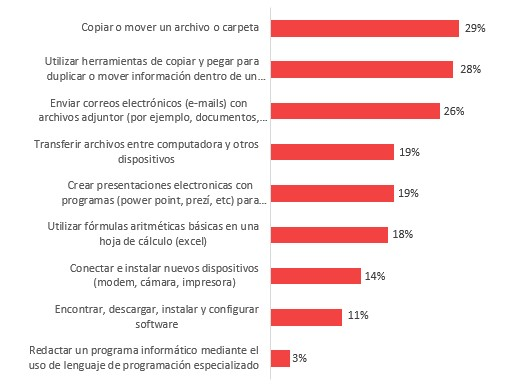 Copiar o mover un archivo o carpeta
29%
Utilizar herramientas de copiar y pegar para
duplicar o mover información dentro de un...
28%
Enviar correos electrónicos (e-mails) con
archivos adjuntor (por ejemplo, documentos,...
26%
Transferir archivos entre computadora y otros
dispositivos
19%
Crear presentaciones electronicas con
programas (power point, prezí, etc) para...
19%
Utilizar fórmulas aritméticas básicas en una
hoja de cálculo (excel)
18%
Conectar e instalar nuevos dispositivos
(modem, cámara, impresora)
14%
Encontrar, descargar, instalar y configurar
software
11%
Redactar un programa informático mediante el
uso de lenguaje de programación especializado
3%